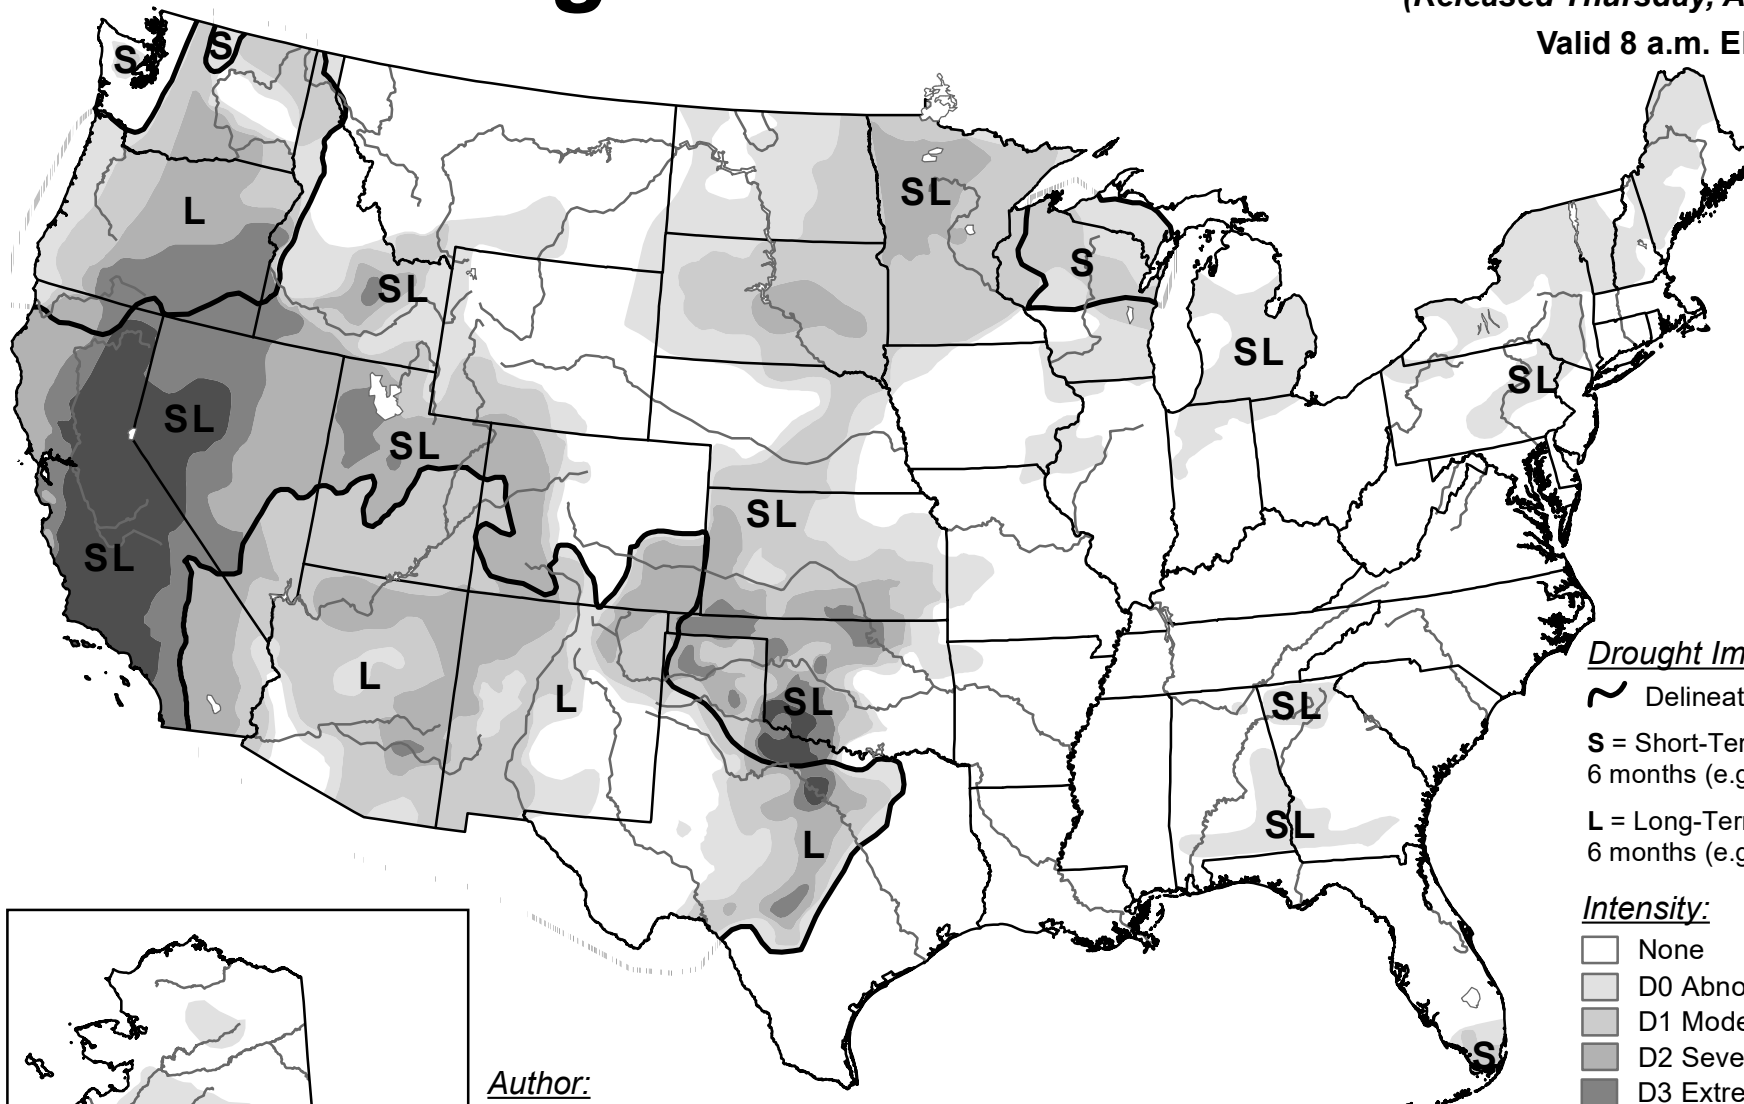 (Released Thursday, A
Valid 8 a.m. E
S
S
L
SL
SL
S
SL
SL
SL
SL
SL
SL
SL
L
L
SL
SL
SL
L
S
Drought Im
Delineat
S = Short-Ter
6 months (e.g
L = Long-Terr
6 months (e.g
Intensity:
None
D0 Abno
D1 Mode
D2 Seve
D3 Extre
Author: